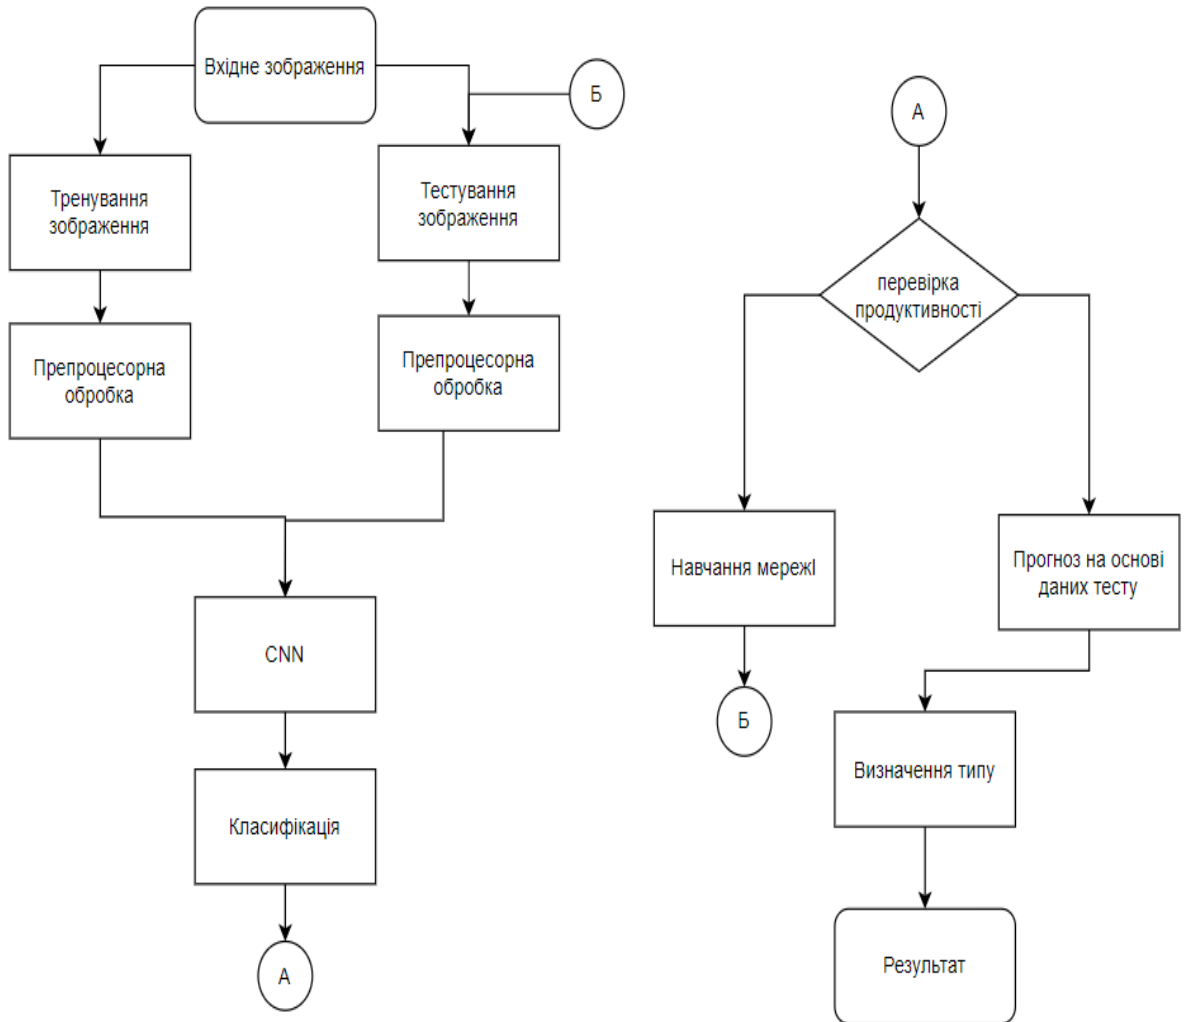 Вхідне зображення
Б
Тренування
зображення
Тестування
зображення
Препроцесорна
обробка
Препроцесорна
обробка
CNN
Класифікація
А
А
перевірка
продуктивності
Навчання мережІ
Прогноз на основі
даних тесту
Б
Визначення типу
Результат